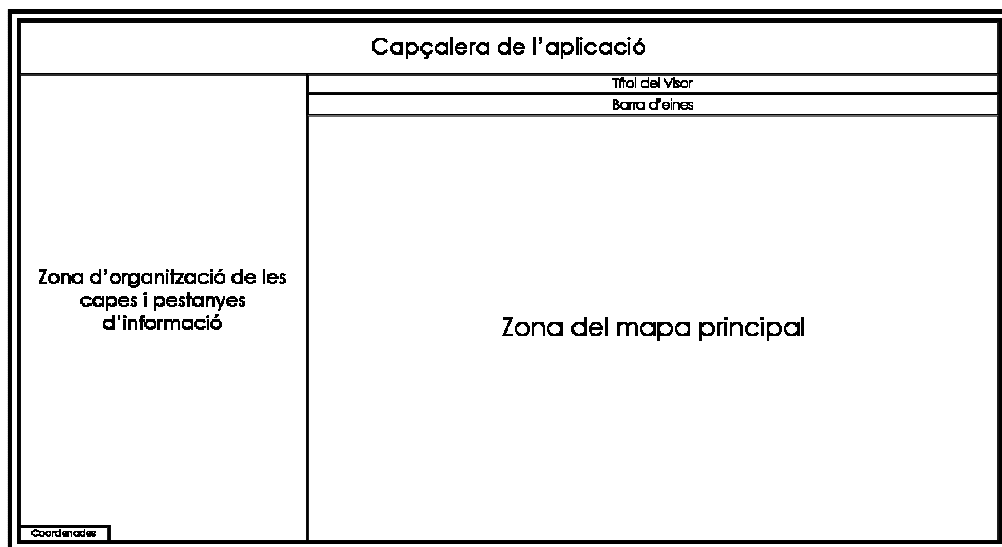 Capçalera de l'aplicació
Títol del Visor
Barra d'eines
Zona d'organització de les
capes i pestanyes
d'informació
Zona del mapa principal
Coordenades